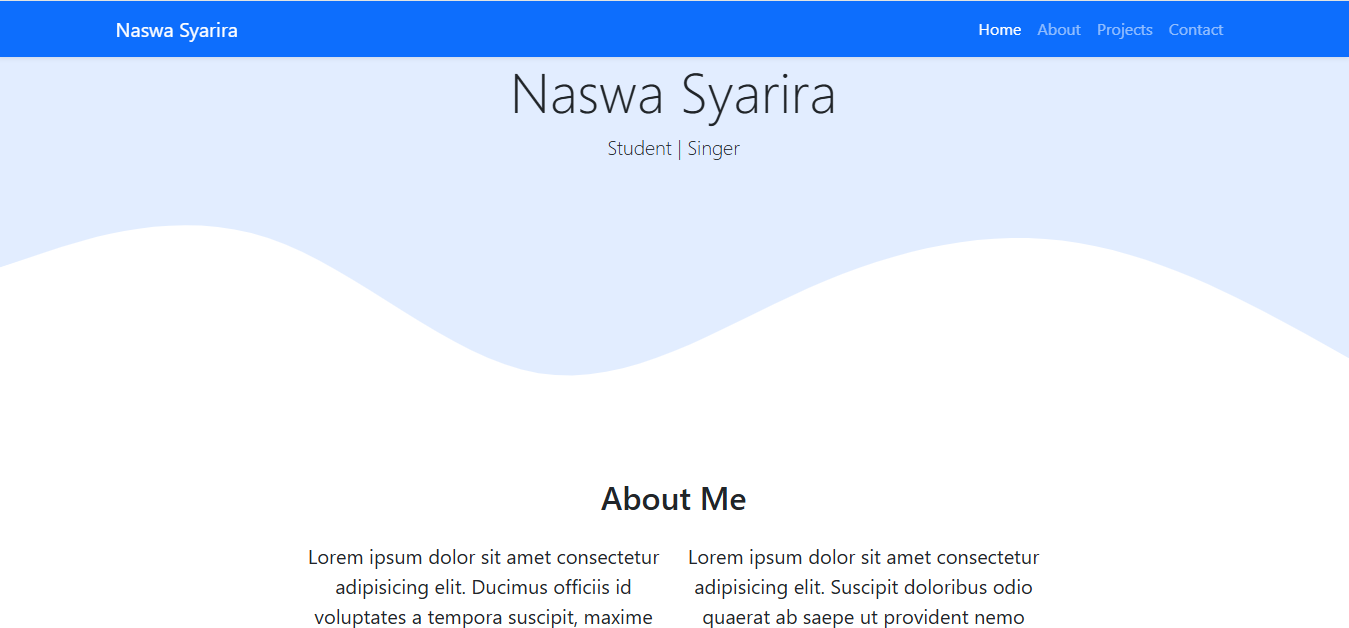 Naswa Syarira Home About Projects Contact
Naswa Syarira
Student | Singer
About Me
Lorem ipsum dolor sit amet consectetur
adipisicing elit. Ducimus officiis id
voluptates a tempora suscipit, maxime
Lorem ipsum dolor sit amet consectetur
adipisicing elit. Suscipit doloribus odio
quaerat ab saepe ut provident nemo